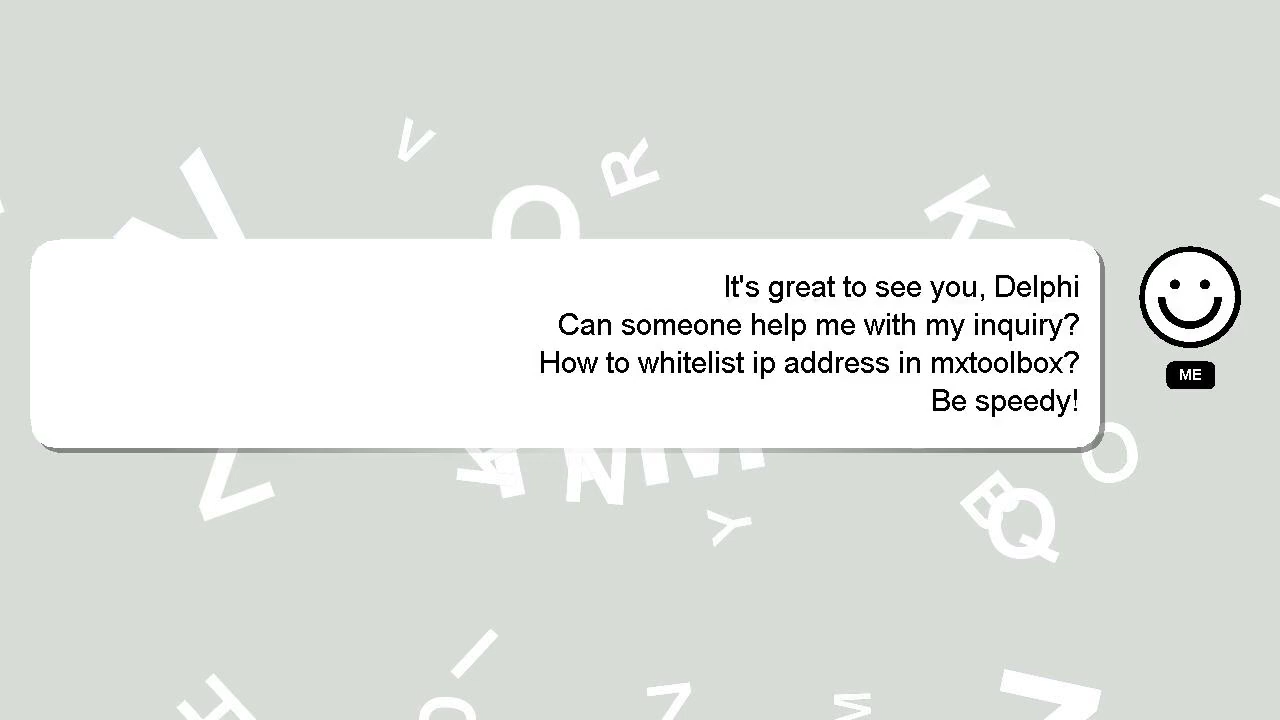 It's great to see you, Delphi
Can someone help me with my inquiry?
How to whitelist ip address in mxtoolbox?
Be speedy!
ME